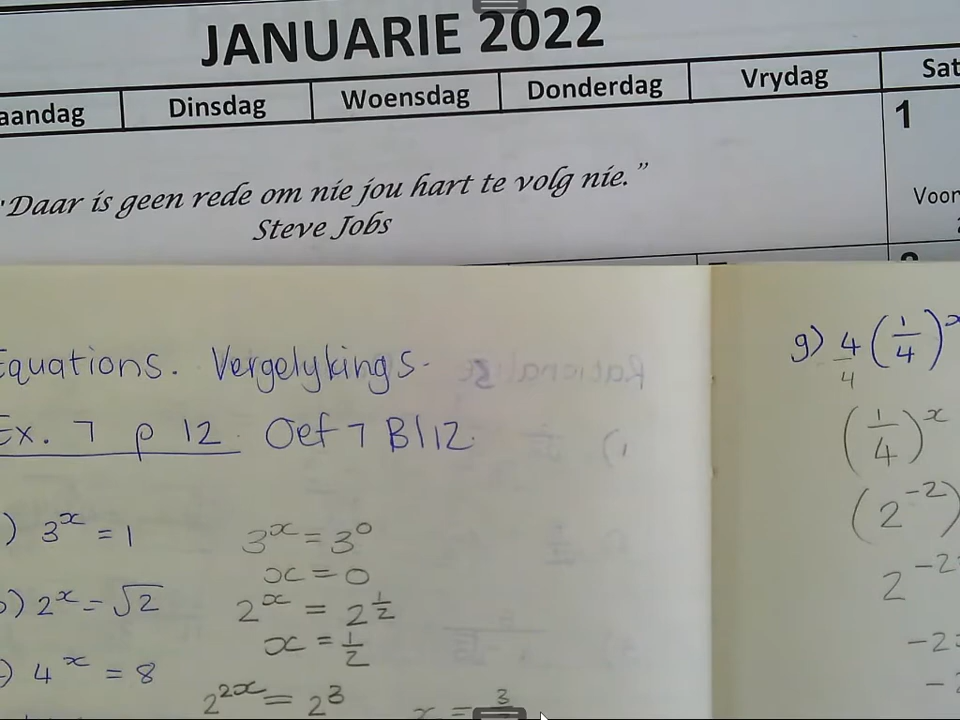 JANUARIE 2022
aandag Dinsdag Woensdag Donderdag Vrydag Sat
1
"Daar is geen rede om nie jou hart te volg nie."
Voor
Steve Jobs
Equations. Vergelykings.
Ex. 7 p 12. Oef 7 Bl 12.
) 3^x = 1 3^x = 3^0
x = 0
b) 2^x = √2 2^x = 2^{1/2}
x = 1/2
c) 4^x = 8
2^{2x} = 2^3 x = 3
g) 4(1/4)^x
4
(1/4)^x
(2^{-2})
2^{-2
-2
-